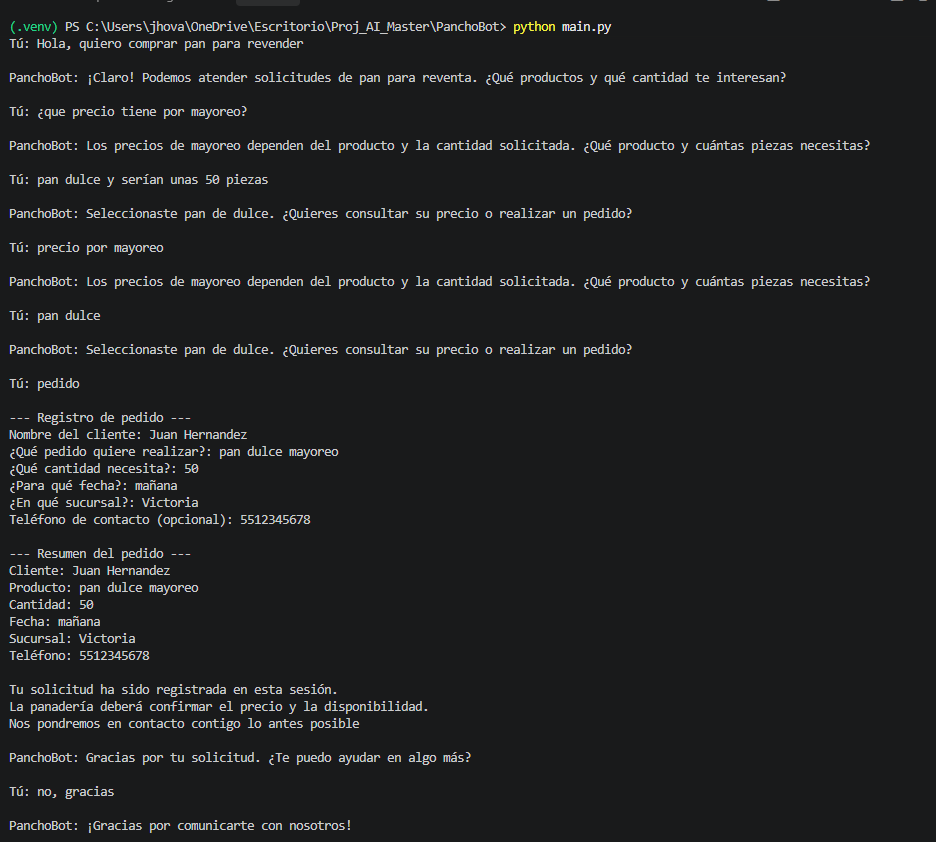 (.venv) PS C:\Users\jhova\OneDrive\Escritorio\Proj_AI_Master\PanchoBot> python main.py
Tú: Hola, quiero comprar pan para revender
PanchoBot: ¡Claro! Podemos atender solicitudes de pan para reventa. ¿Qué productos y qué cantidad te interesan?
Tú: ¿que precio tiene por mayoreo?
PanchoBot: Los precios de mayoreo dependen del producto y la cantidad solicitada. ¿Qué producto y cuántas piezas necesitas?
Tú: pan dulce y serían unas 50 piezas
PanchoBot: Seleccionaste pan de dulce. ¿Quieres consultar su precio o realizar un pedido?
Tú: precio por mayoreo
PanchoBot: Los precios de mayoreo dependen del producto y la cantidad solicitada. ¿Qué producto y cuántas piezas necesitas?
Tú: pan dulce
PanchoBot: Seleccionaste pan de dulce. ¿Quieres consultar su precio o realizar un pedido?
Tú: pedido
--- Registro de pedido ---
Nombre del cliente: Juan Hernandez
¿Qué pedido quiere realizar?: pan dulce mayoreo
¿Qué cantidad necesita?: 50
¿Para qué fecha?: mañana
¿En qué sucursal?: Victoria
Teléfono de contacto (opcional): 5512345678
--- Resumen del pedido ---
Cliente: Juan Hernandez
Producto: pan dulce mayoreo
Cantidad: 50
Fecha: mañana
Sucursal: Victoria
Teléfono: 5512345678
Tu solicitud ha sido registrada en esta sesión.
La panadería deberá confirmar el precio y la disponibilidad.
Nos pondremos en contacto contigo lo antes posible
PanchoBot: Gracias por tu solicitud. ¿Te puedo ayudar en algo más?
Tú: no, gracias
PanchoBot: ¡Gracias por comunicarte con nosotros!